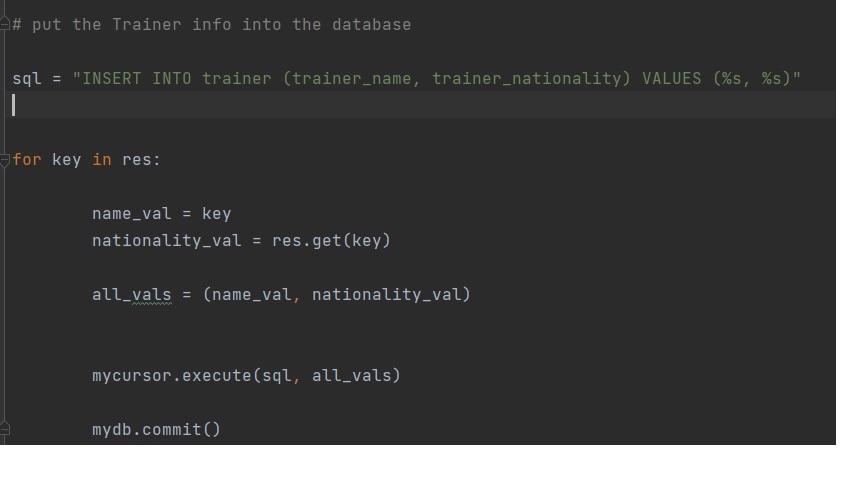 # put the Trainer info into the database
sql = "INSERT INTO trainer (trainer_name, trainer_nationality) VALUES (%s, %s)"
for key in res:
name_val = key
nationality_val = res.get(key)
all_vals = (name_val, nationality_val)
mycursor.execute(sql, all_vals)
mydb.commit()